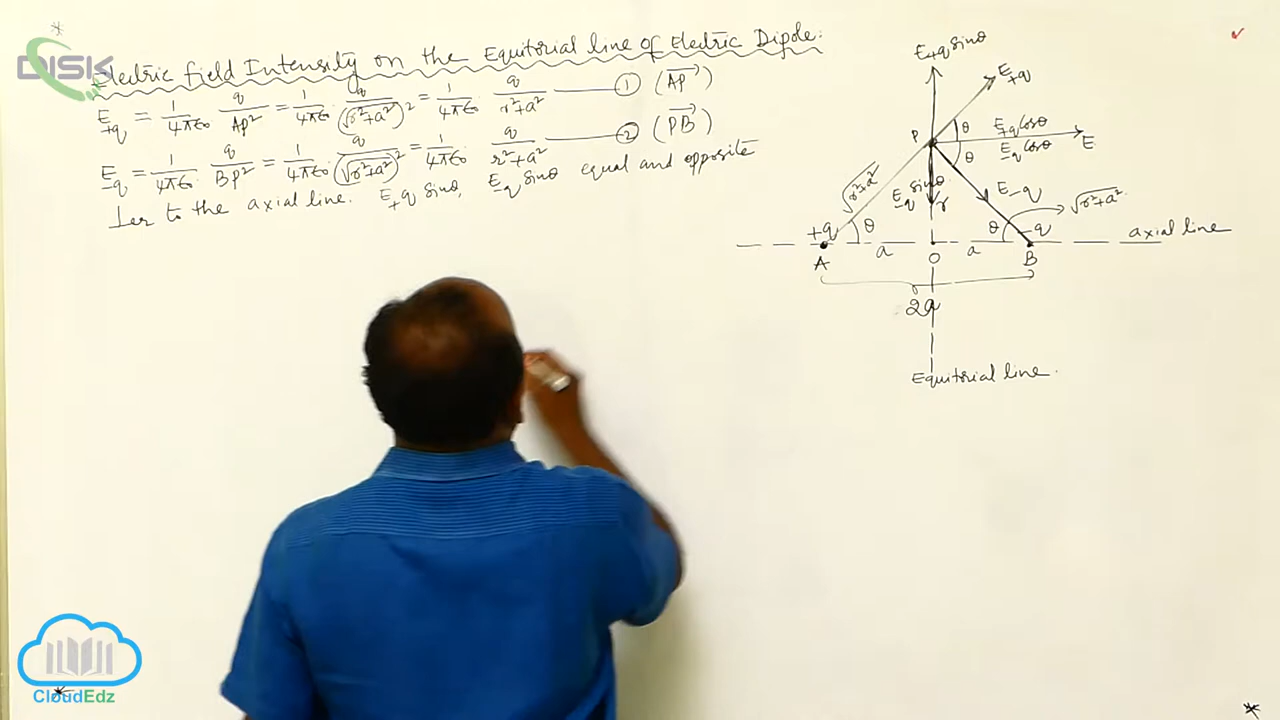 DISK
Electric field Intensity on the Equitorial line of Electric Dipole:
E+q = 1/4πε₀ q/AP² = 1/4πε₀ q/(√r²+a²)² = 1/4πε₀ q/r²+a² —— ① (AP→)
E-q = 1/4πε₀ q/BP² = 1/4πε₀ q/(√r²+a²)² = 1/4πε₀ q/r²+a² —— ② (PB→)
E+q sinθ, E-q sinθ equal and opposite
⊥er to the axial line.
E+q sinθ
E+q
P
θ
E+q cosθ
E
E-q cosθ
θ
√r²+a²
E-q sinθ
r
E-q
√r²+a²
+q
θ
θ
-q
axial line
A
a
O
a
B
2a
Equitorial line.
CloudEdz